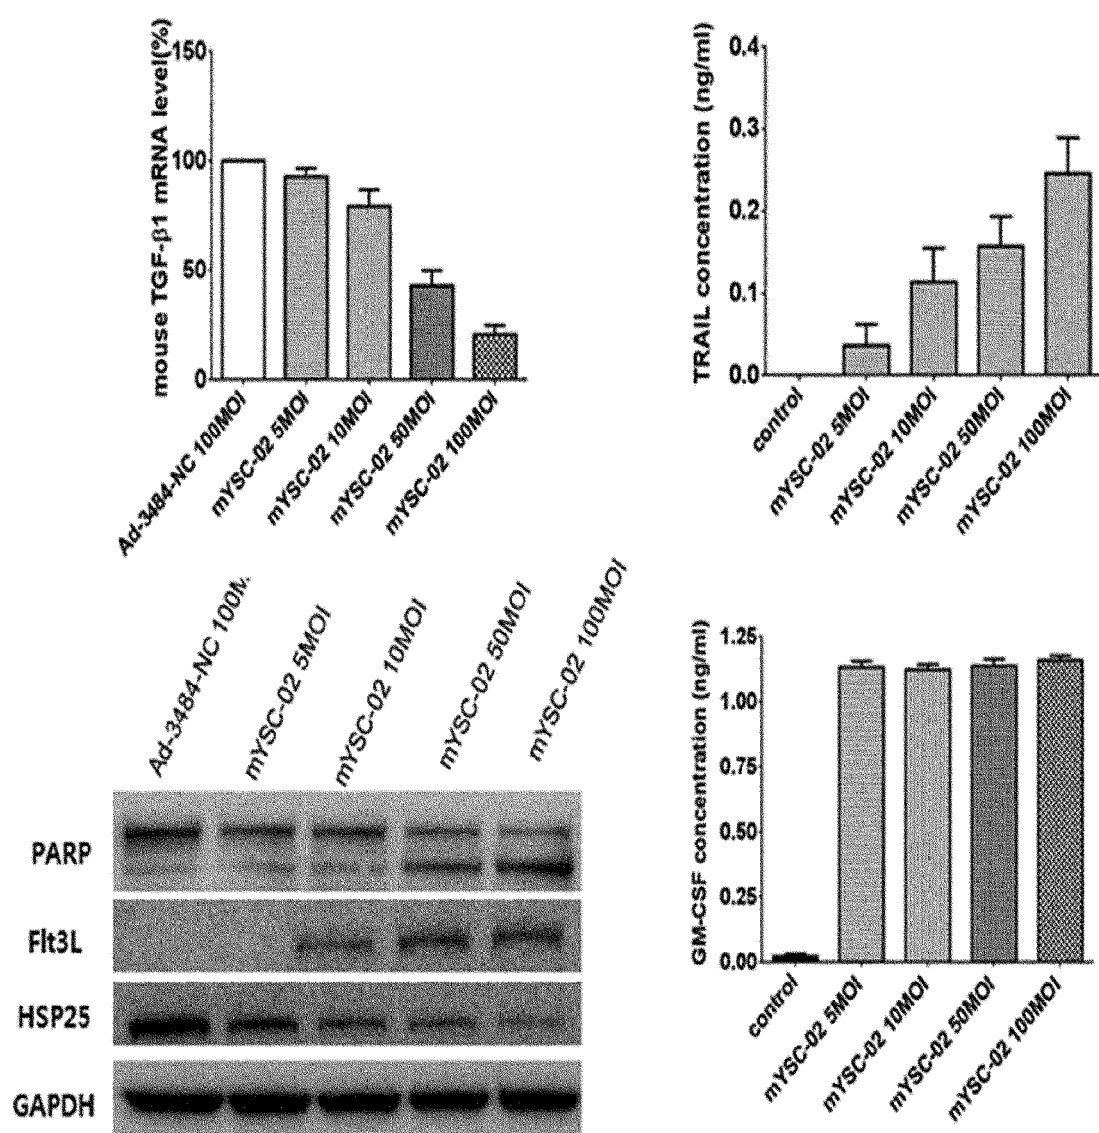 mouse TGF-β1 mRNA level(%)
150
100
50
0
Ad-3484-NC 100MOI
mYSC-02 5MOI
mYSC-02 10MOI
mYSC-02 50MOI
mYSC-02 100MOI
TRAIL concentration (ng/ml)
0.4
0.3
0.2
0.1
0.0
control
mYSC-02 5MOI
mYSC-02 10MOI
mYSC-02 50MOI
mYSC-02 100MOI
Ad-3484-NC 100M
mYSC-02 5MOI
mYSC-02 10MOI
mYSC-02 50MOI
mYSC-02 100MOI
PARP
Flt3L
HSP25
GAPDH
GM-CSF concentration (ng/ml)
1.25
1.00
0.75
0.50
0.25
0.00
control
mYSC-02 5MOI
mYSC-02 10MOI
mYSC-02 50MOI
mYSC-02 100MOI